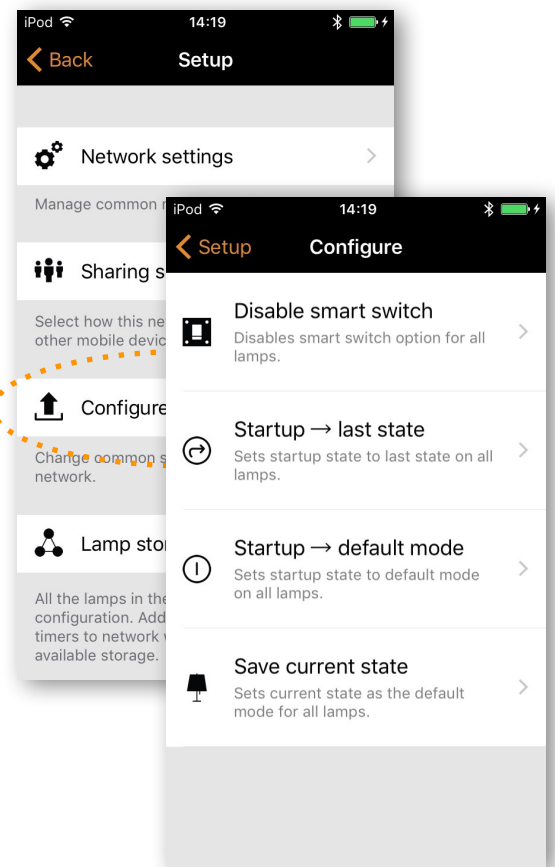 iPod 14:19
Back Setup
Network settings
Manage common
Sharing
Select how this
other mobile
Configure
Change common
network.
Lamp
All the lamps in the
configuration. Add
timers to network
available storage.
iPod 14:19
Setup Configure
Disable smart switch
Disables smart switch option for all
lamps.
Startup → last state
Sets startup state to last state on all
lamps.
Startup → default mode
Sets startup state to default mode
on all lamps.
Save current state
Sets current state as the default
mode for all lamps.